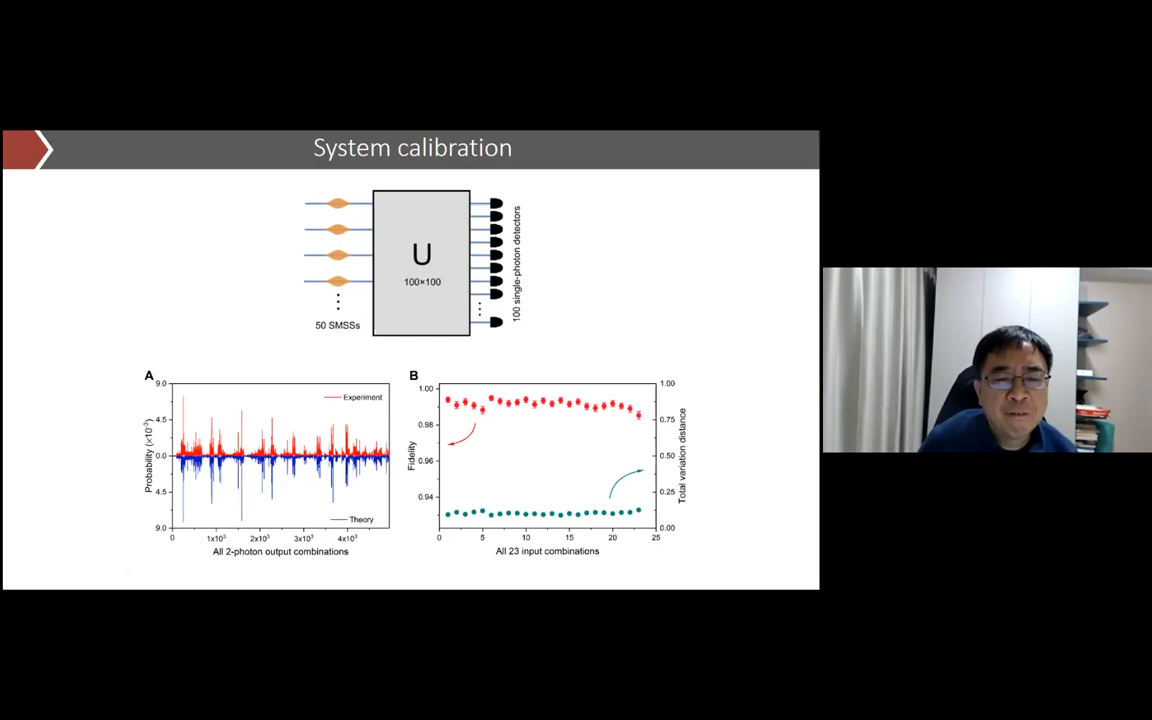 System calibration
U
100×100
50 SMSSs
100 single-photon detectors
A
9.0
4.5
0.0
4.5
9.0
Probability (×10⁻³)
Experiment
Theory
0
1x10³
2x10³
3x10³
4x10³
All 2-photon output combinations
B
1.00
0.98
0.96
0.94
Fidelity
1.00
0.75
0.50
0.25
0.00
Total variation distance
0
5
10
15
20
25
All 23 input combinations